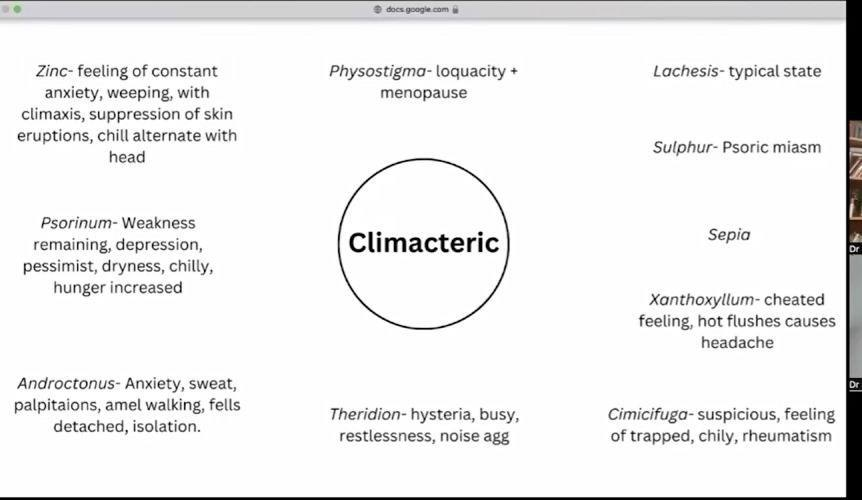 docs.google.com
Zinc- feeling of constant
anxiety, weeping, with
climaxis, suppression of skin
eruptions, chill alternate with
head
Physostigma- loquacity +
menopause
Lachesis- typical state
Sulphur- Psoric miasm
Psorinum- Weakness
remaining, depression,
pessimist, dryness, chilly,
hunger increased
Climacteric
Sepia
Xanthoxyllum- cheated
feeling, hot flushes causes
headache
Androctonus- Anxiety, sweat,
palpitaions, amel walking, fells
detached, isolation.
Theridion- hysteria, busy,
restlessness, noise agg
Cimicifuga- suspicious, feeling
of trapped, chily, rheumatism
Dr
Dr